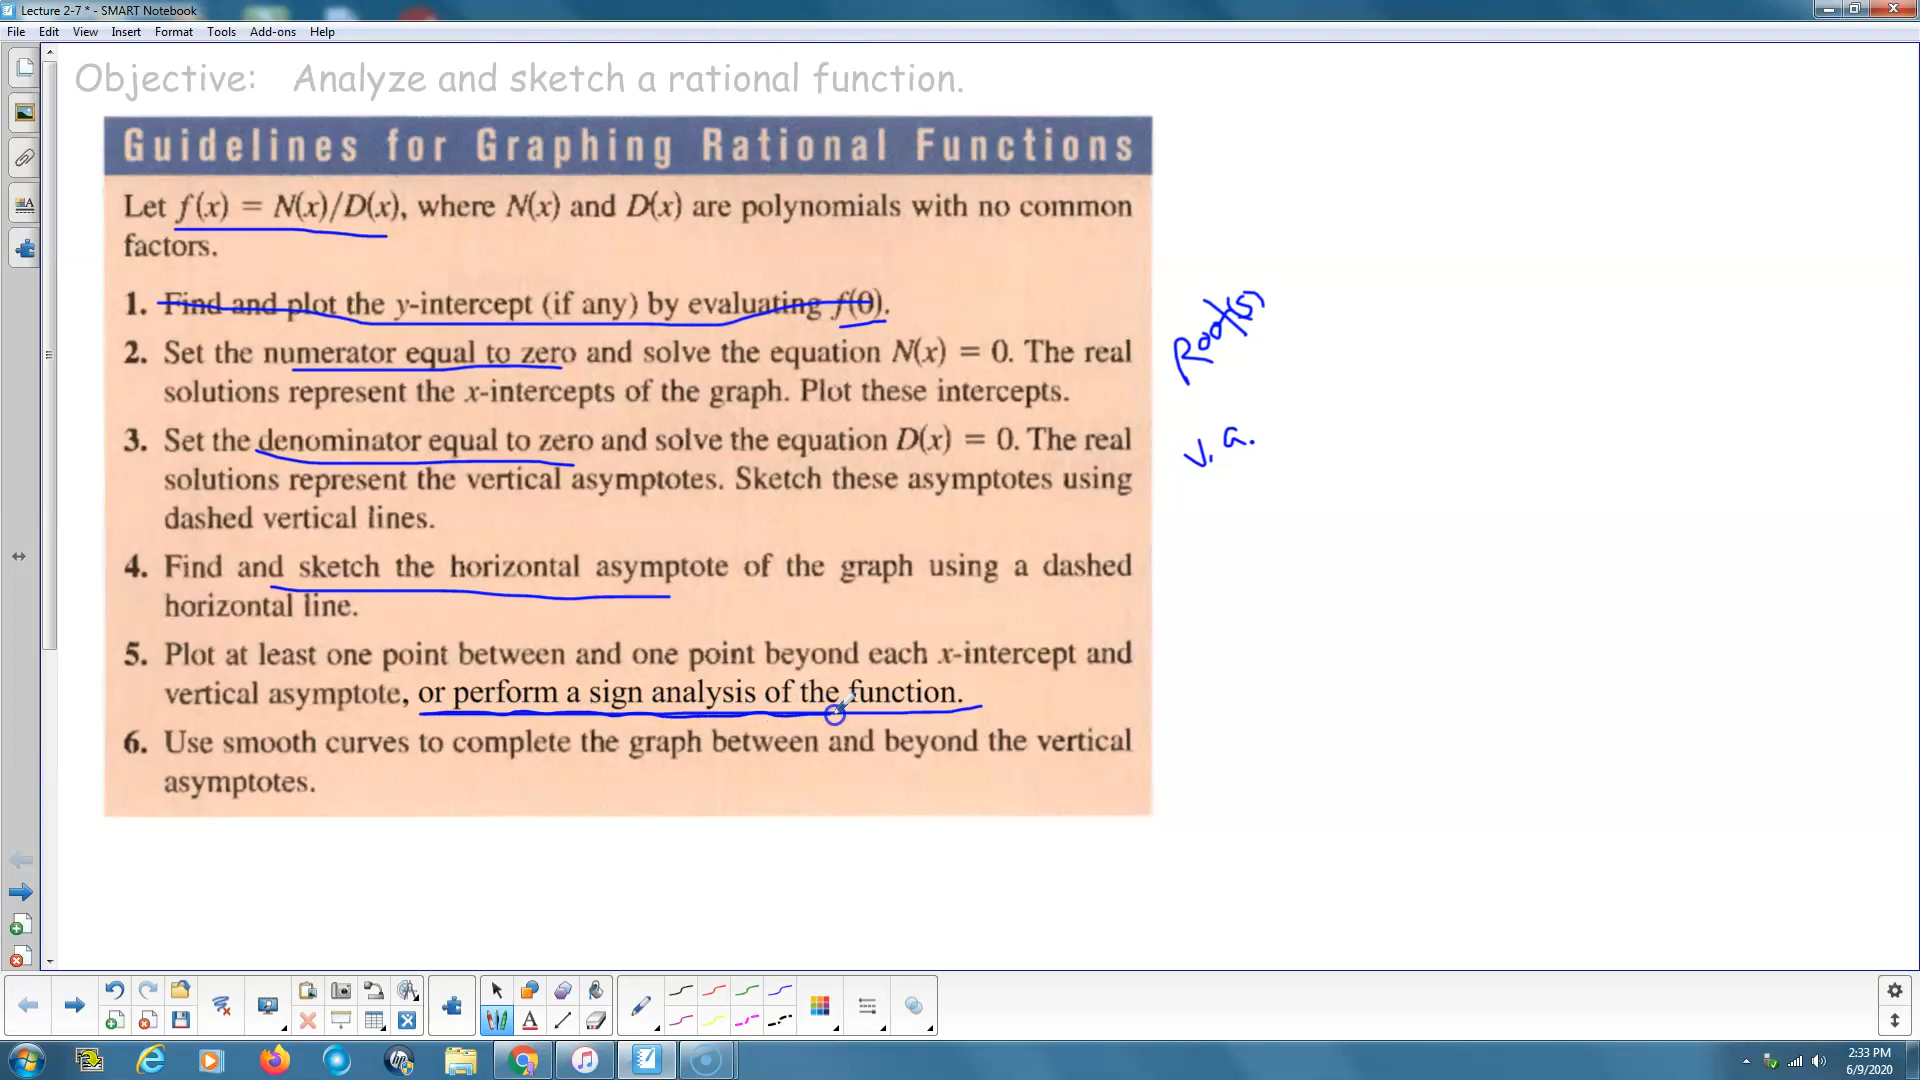 Lecture 2-7 * - SMART Notebook
File Edit View Insert Format Tools Add-ons Help
Objective: Analyze and sketch a rational function.
Guidelines for Graphing Rational Functions
Let f(x) = N(x)/D(x), where N(x) and D(x) are polynomials with no common
factors.
1. Find and plot the y-intercept (if any) by evaluating f(0).
2. Set the numerator equal to zero and solve the equation N(x) = 0. The real
solutions represent the x-intercepts of the graph. Plot these intercepts.
Root(s)
3. Set the denominator equal to zero and solve the equation D(x) = 0. The real
solutions represent the vertical asymptotes. Sketch these asymptotes using
dashed vertical lines.
V. a.
4. Find and sketch the horizontal asymptote of the graph using a dashed
horizontal line.
5. Plot at least one point between and one point beyond each x-intercept and
vertical asymptote, or perform a sign analysis of the function.
6. Use smooth curves to complete the graph between and beyond the vertical
asymptotes.
2:33 PM
6/9/2020